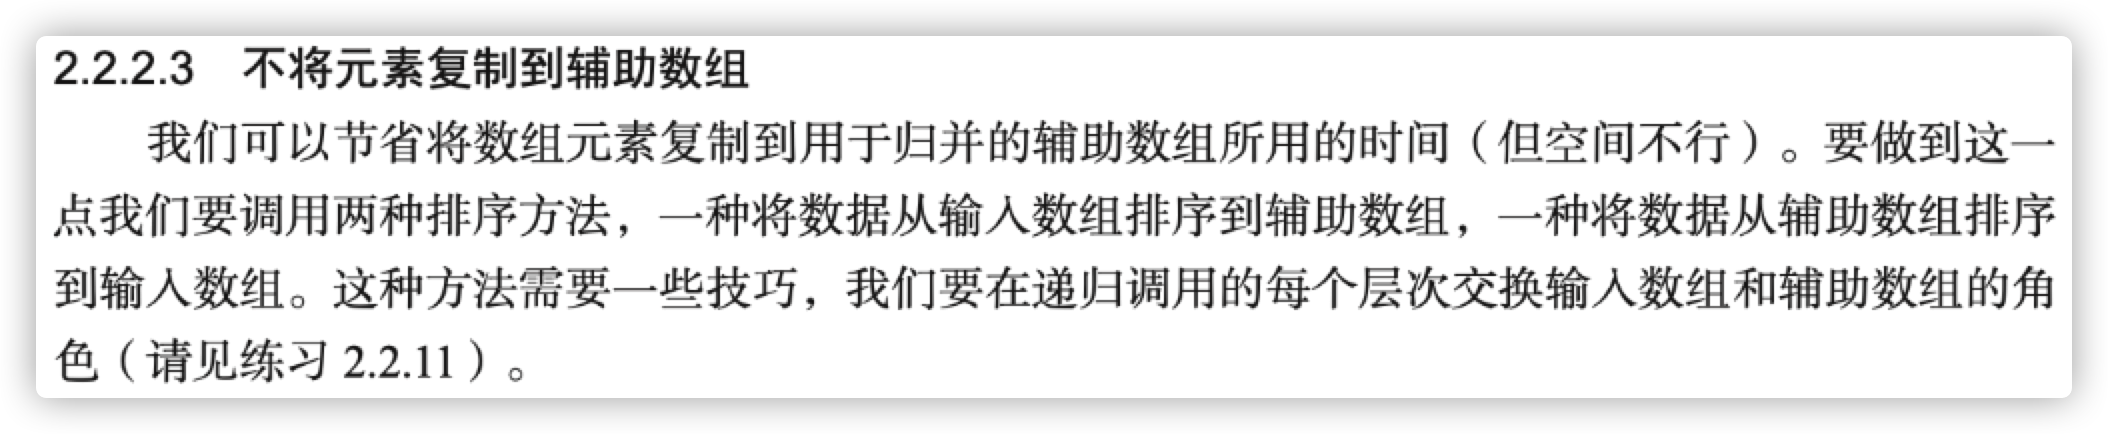 2.2.2.3 不将元素复制到辅助数组
我们可以节省将数组元素复制到用于归并的辅助数组所用的时间（但空间不行）。要做到这一
点我们要调用两种排序方法，一种将数据从输入数组排序到辅助数组，一种将数据从辅助数组排序
到输入数组。这种方法需要一些技巧，我们要在递归调用的每个层次交换输入数组和辅助数组的角
色（请见练习 2.2.11）。